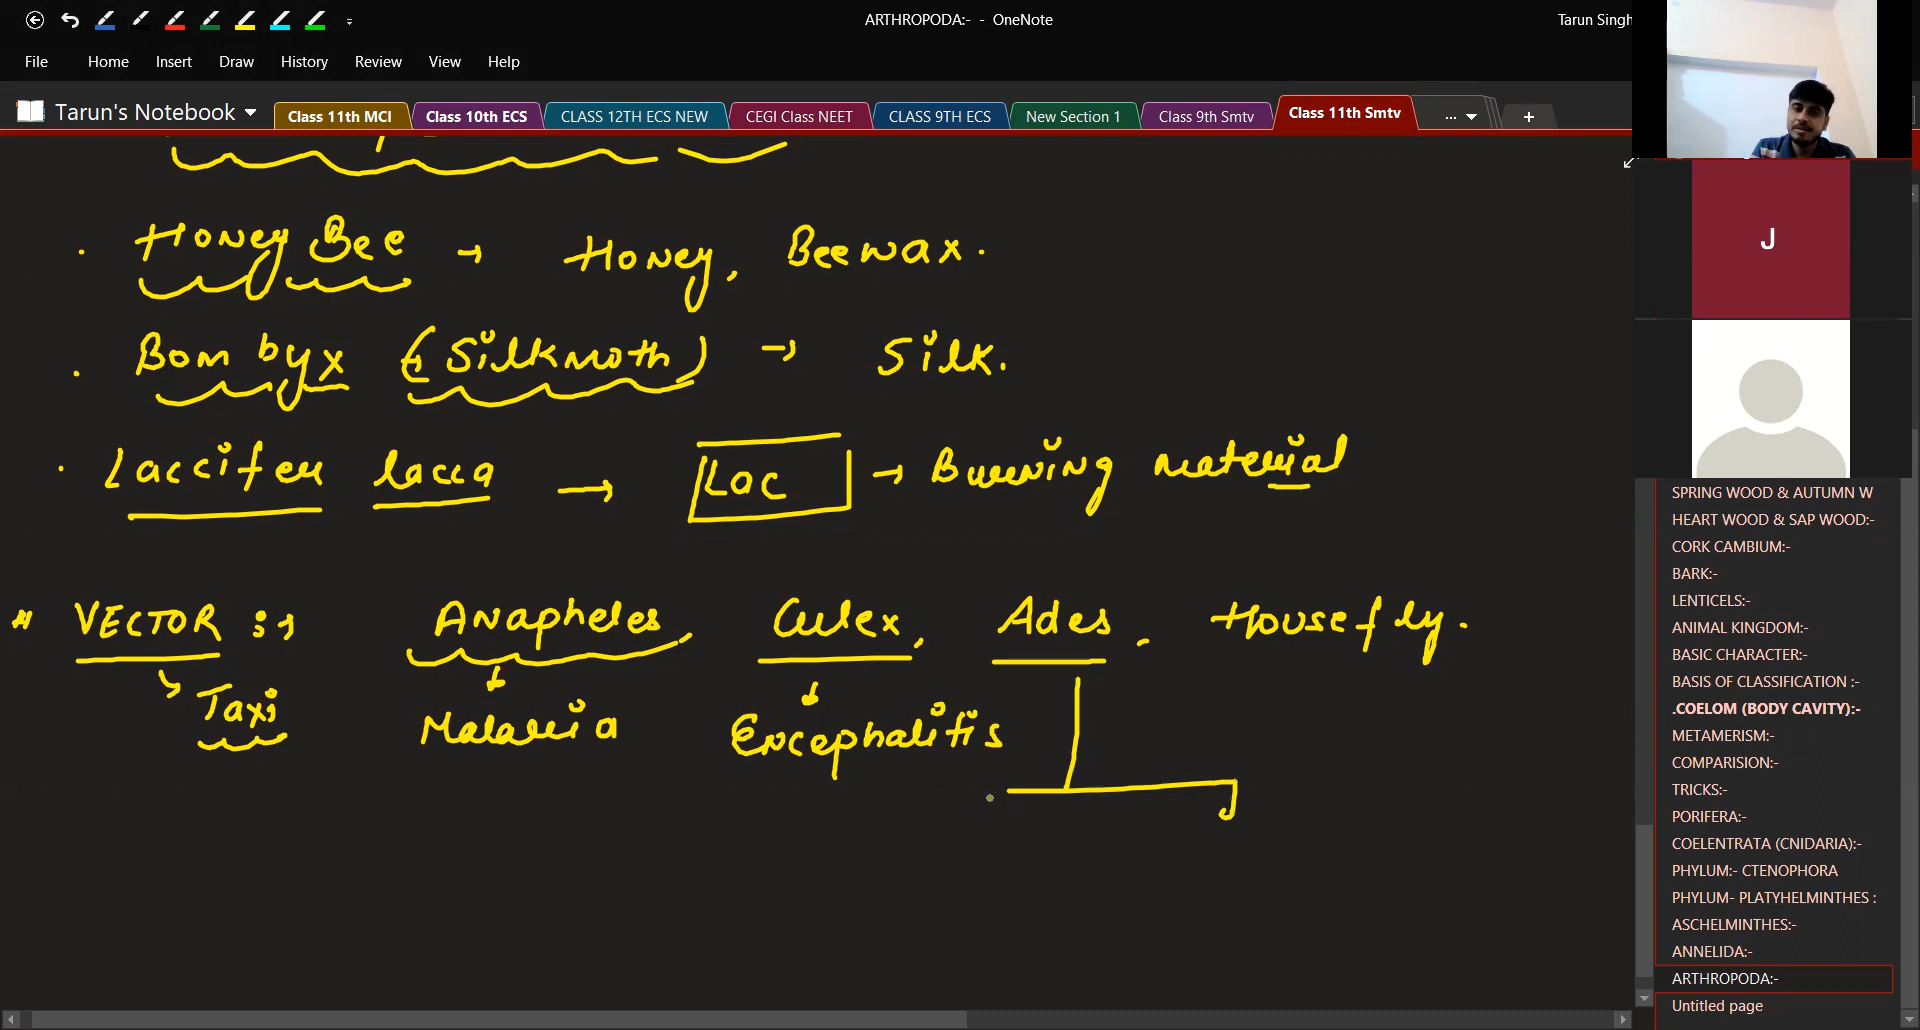 ARTHROPODA:- - OneNote
Tarun Singh
File Home Insert Draw History Review View Help
Tarun's Notebook
Class 11th MCI Class 10th ECS CLASS 12TH ECS NEW CEGI Class NEET CLASS 9TH ECS New Section 1 Class 9th Smtv Class 11th Smtv ... +
. Honey Bee → Honey, Beewax.
. Bombyx (Silkmoth) → Silk.
. Laccifer lacca → Lac → Burning material
* VECTOR :→ Anapheles, Culex, Ades. Housefly.
↳ Taxi Malaria Encephalitis
J
SPRING WOOD & AUTUMN W
HEART WOOD & SAP WOOD:-
CORK CAMBIUM:-
BARK:-
LENTICELS:-
ANIMAL KINGDOM:-
BASIC CHARACTER:-
BASIS OF CLASSIFICATION :-
.COELOM (BODY CAVITY):-
METAMERISM:-
COMPARISION:-
TRICKS:-
PORIFERA:-
COELENTRATA (CNIDARIA):-
PHYLUM:- CTENOPHORA
PHYLUM- PLATYHELMINTHES :
ASCHELMINTHES:-
ANNELIDA:-
ARTHROPODA:-
Untitled page